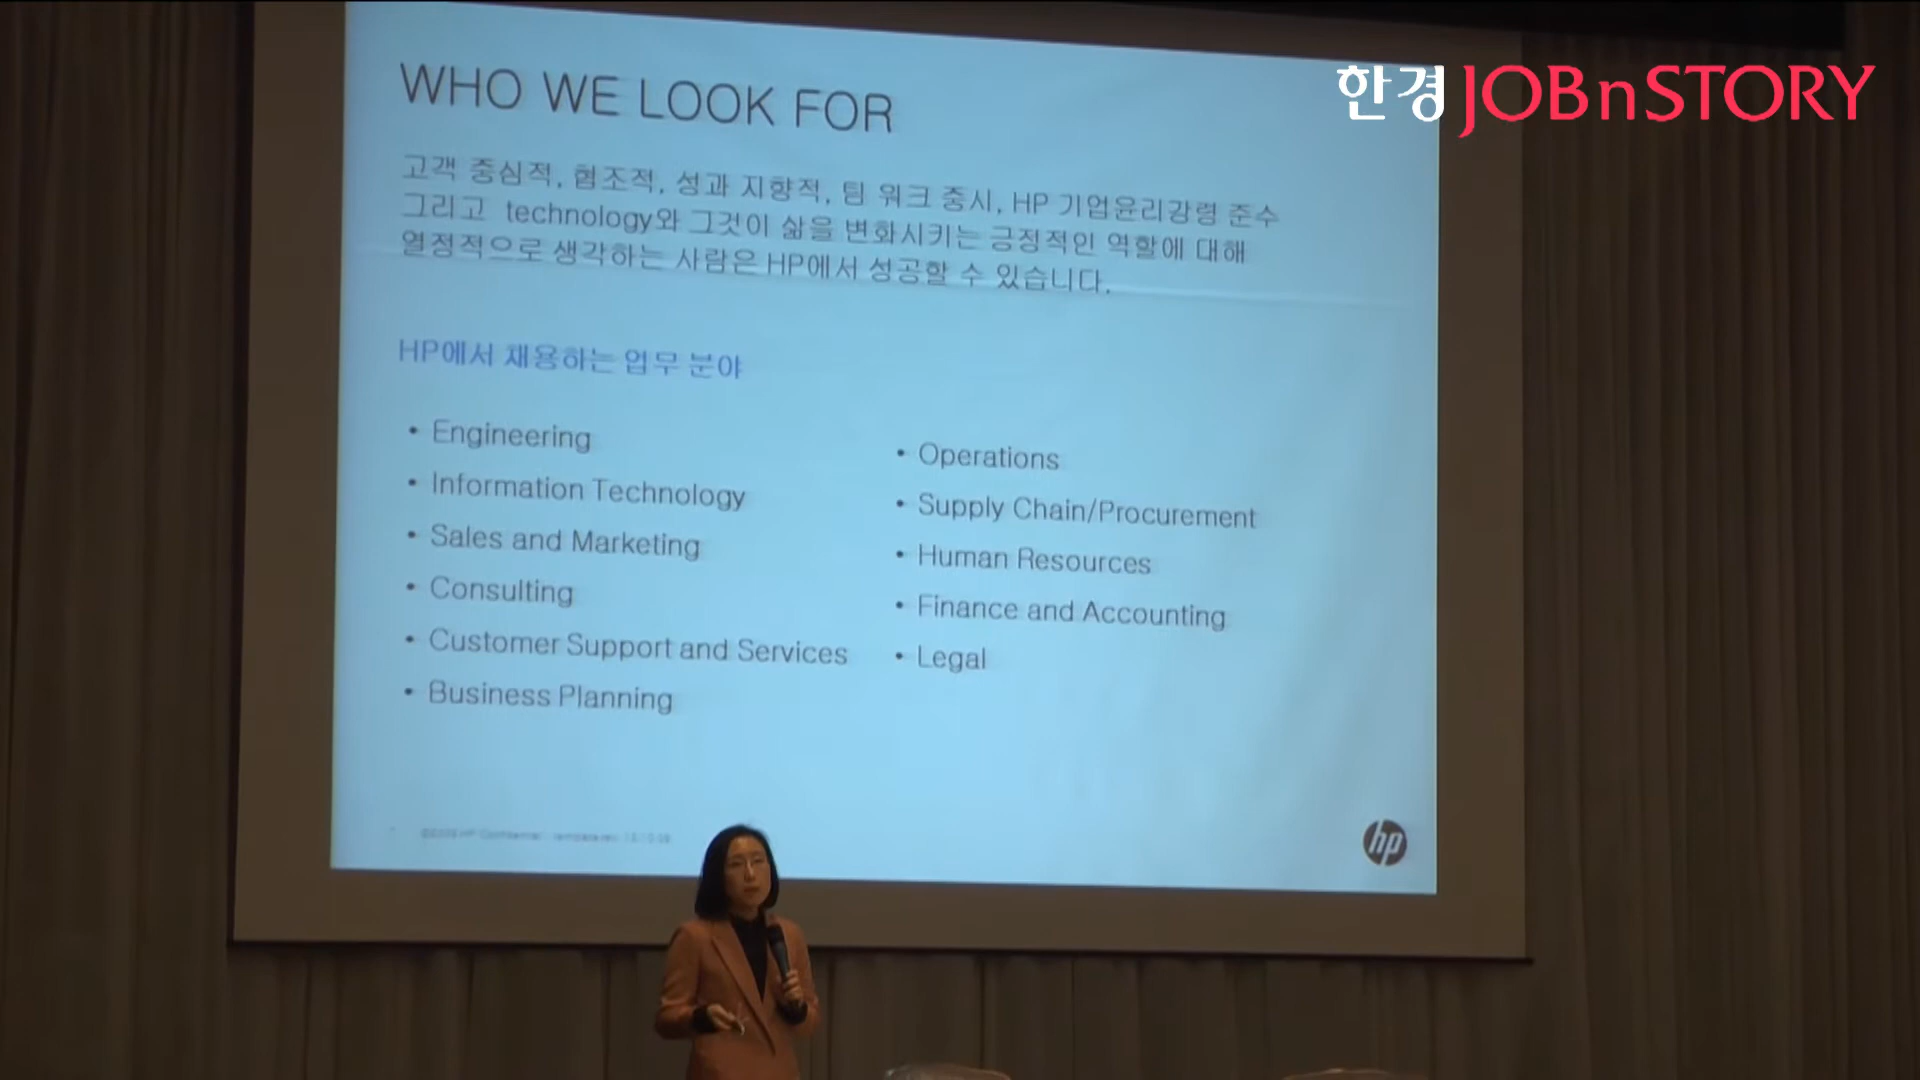 한경 JOBnSTORY
WHO WE LOOK FOR
고객 중심적, 협조적, 성과 지향적, 팀 워크 중시, HP 기업윤리강령 준수
그리고 technology와 그것이 삶을 변화시키는 긍정적인 역할에 대해
열정적으로 생각하는 사람은 HP에서 성공할 수 있습니다.
HP에서 채용하는 업무 분야
• Engineering
• Information Technology
• Sales and Marketing
• Consulting
• Customer Support and Services
• Business Planning
• Operations
• Supply Chain/Procurement
• Human Resources
• Finance and Accounting
• Legal
hp